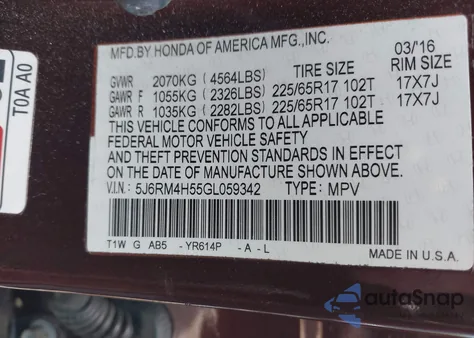 MFD.BY HONDA OF AMERICA MFG.,INC. 03/16
TIRE SIZE RIM SIZE
GVWR 2070KG (4564LBS)
GAWR F 1055KG (2326LBS) 225/65R17 102T 17X7J
GAWR R 1035KG (2282LBS) 225/65R17 102T 17X7J
THIS VEHICLE CONFORMS TO ALL APPLICABLE
FEDERAL MOTOR VEHICLE SAFETY
AND THEFT PREVENTION STANDARDS IN EFFECT
ON THE DATE OF MANUFACTURE SHOWN ABOVE.
V.I.N: 5J6RM4H55GL059342 TYPE: MPV
T1W G AB5 -YR614P -A-L
MADE IN U.S.A.
T0A A0
autoSnap